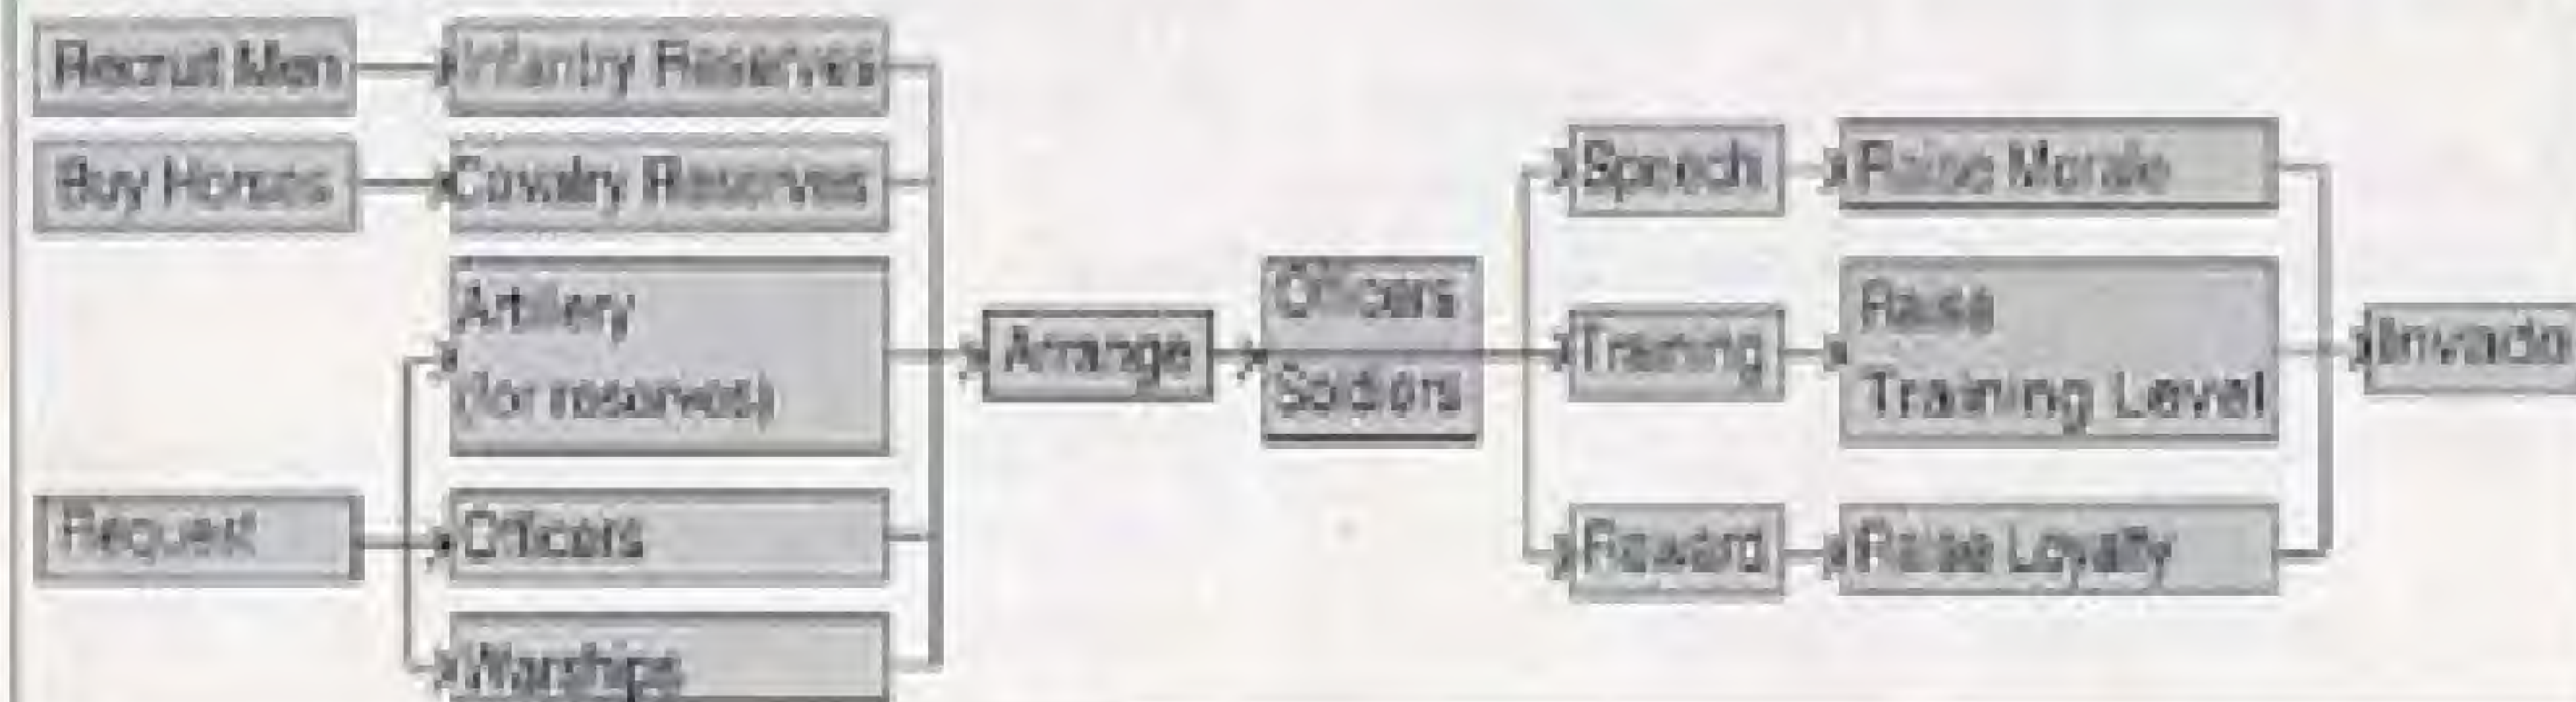 Recruit Men
Infantry Reserves
Buy Horses
Cavalry Reserves
Artillery
(for reserves)
Request
Officers
Warships
Arrange
Officers
Soldiers
Speech
Raise Morale
Training
Raise
Training Level
Reward
Raise Loyalty
Invade